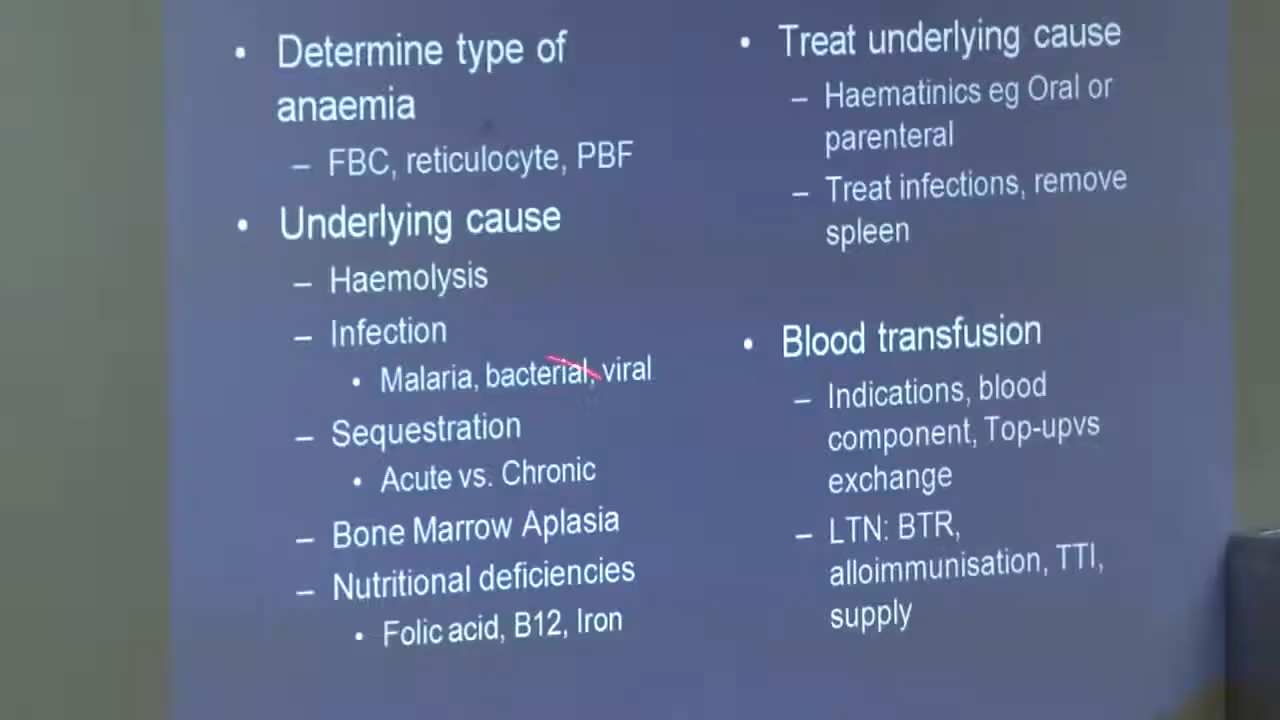 • Determine type of
anaemia
– FBC, reticulocyte, PBF
• Underlying cause
– Haemolysis
– Infection
• Malaria, bacterial, viral
– Sequestration
• Acute vs. Chronic
– Bone Marrow Aplasia
– Nutritional deficiencies
• Folic acid, B12, Iron
• Treat underlying cause
– Haematinics eg Oral or
parenteral
– Treat infections, remove
spleen
• Blood transfusion
– Indications, blood
component, Top-upvs
exchange
– LTN: BTR,
alloimmunisation, TTI,
supply